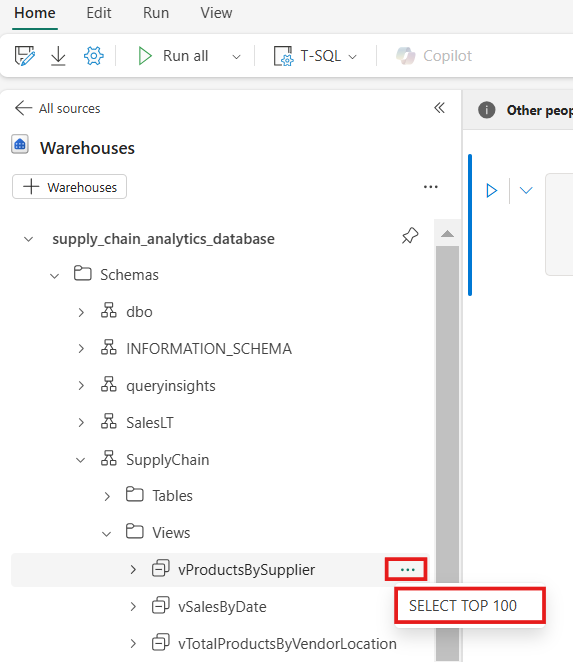 Home Edit Run View
Run all T-SQL Copilot
All sources
Other peop
Warehouses
Warehouses
supply_chain_analytics_database
Schemas
dbo
INFORMATION_SCHEMA
queryinsights
SalesLT
SupplyChain
Tables
Views
vProductsBySupplier
SELECT TOP 100
vSalesByDate
vTotalProductsByVendorLocation